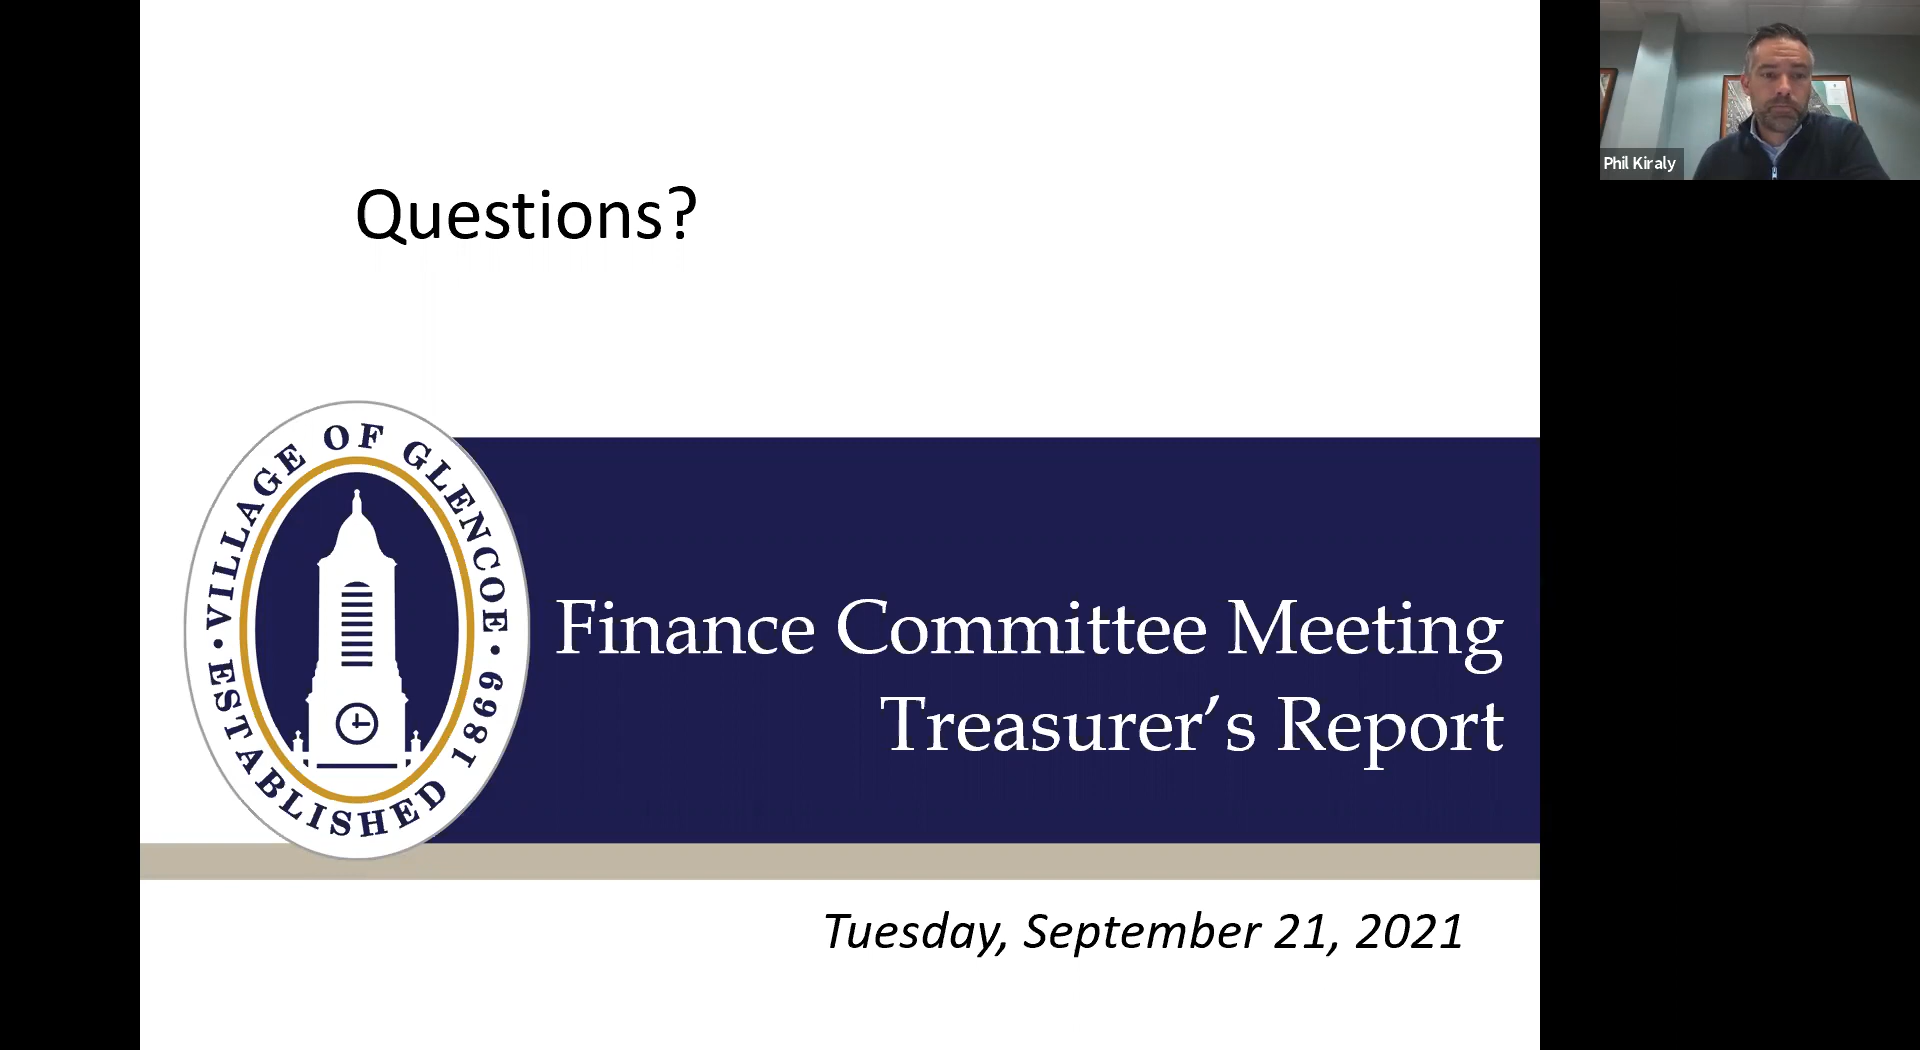 Questions?
Phil Kiraly
VILLAGE OF GLENCOE
• ESTABLISHED 1869 •
Finance Committee Meeting
Treasurer’s Report
Tuesday, September 21, 2021